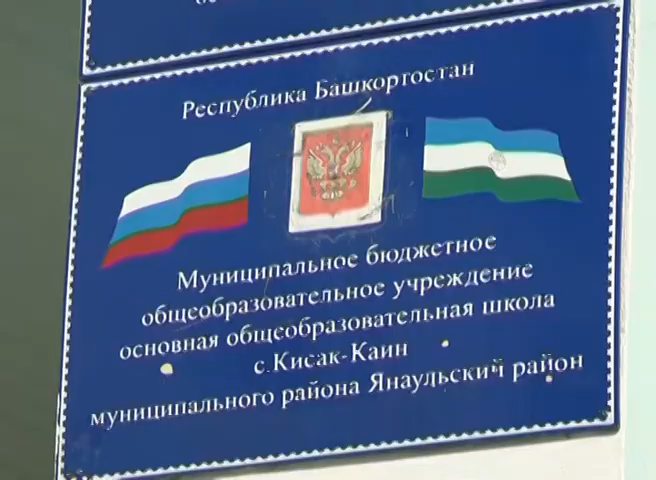 Республика Башкортостан
Муниципальное бюджетное
общеобразовательное учреждение
основная общеобразовательная школа
с.Кисак-Каин
муниципального района Янаульский район